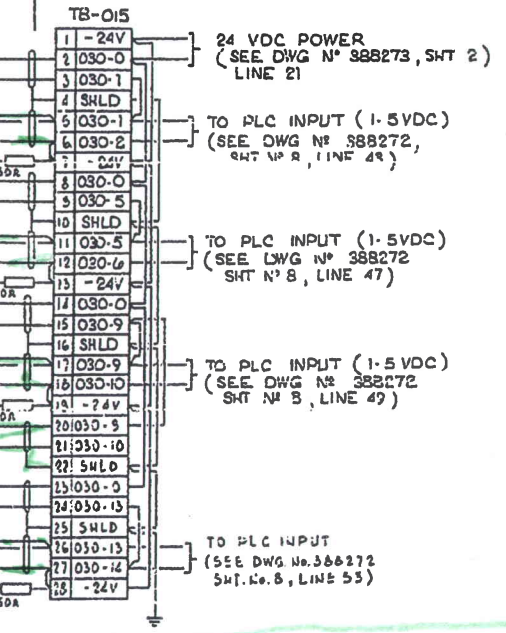 TB-015
1 -24V
2 030-0
3 030-1
4 SHLD
5 030-1
6 030-2
7 -24V
8 030-0
9 030-5
10 SHLD
11 030-5
12 030-6
13 -24V
14 030-0
15 030-9
16 SHLD
17 030-9
18 030-10
19 -24V
20 030-9
21 030-10
22 SHLD
23 030-0
24 030-13
25 SHLD
26 030-13
27 030-14
28 -24V
24 VDC POWER
(SEE DWG Nº 388273, SHT 2)
LINE 21
TO PLC INPUT (1-5VDC)
(SEE DWG Nº 388272,
SHT Nº 8, LINE
TO PLC INPUT (1-5VDC)
(SEE DWG Nº 388272
SHT Nº 8, LINE 47)
TO PLC INPUT (1-5VDC)
(SEE DWG Nº 388272
SHT Nº 8, LINE 49)
TO PLC INPUT
(SEE DWG. No. 388272
SHT. No. 8, LINE 53)